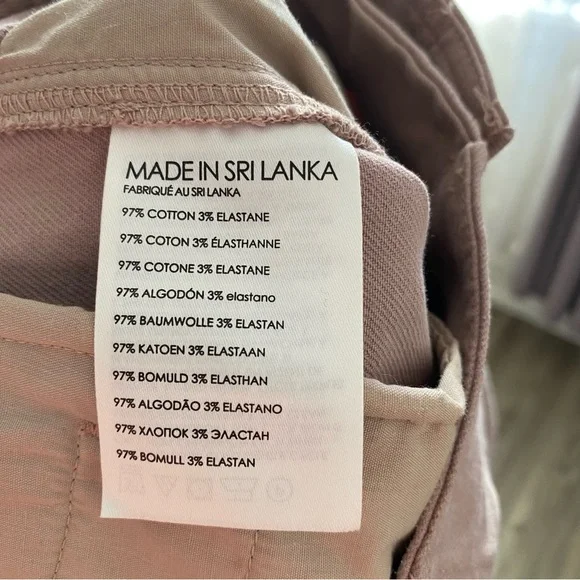 MADE IN SRI LANKA
FABRIQUÉ AU SRI LANKA
97% COTTON 3% ELASTANE
97% COTON 3% ÉLASTHANNE
97% COTONE 3% ELASTANE
97% ALGODÓN 3% elastano
97% BAUMWOLLE 3% ELASTAN
97% KATOEN 3% ELASTAAN
97% BOMULD 3% ELASTHAN
97% ALGODÃO 3% ELASTANO
97% ХЛОПОК 3% ЭЛАСТАН
97% BOMULL 3% ELASTAN